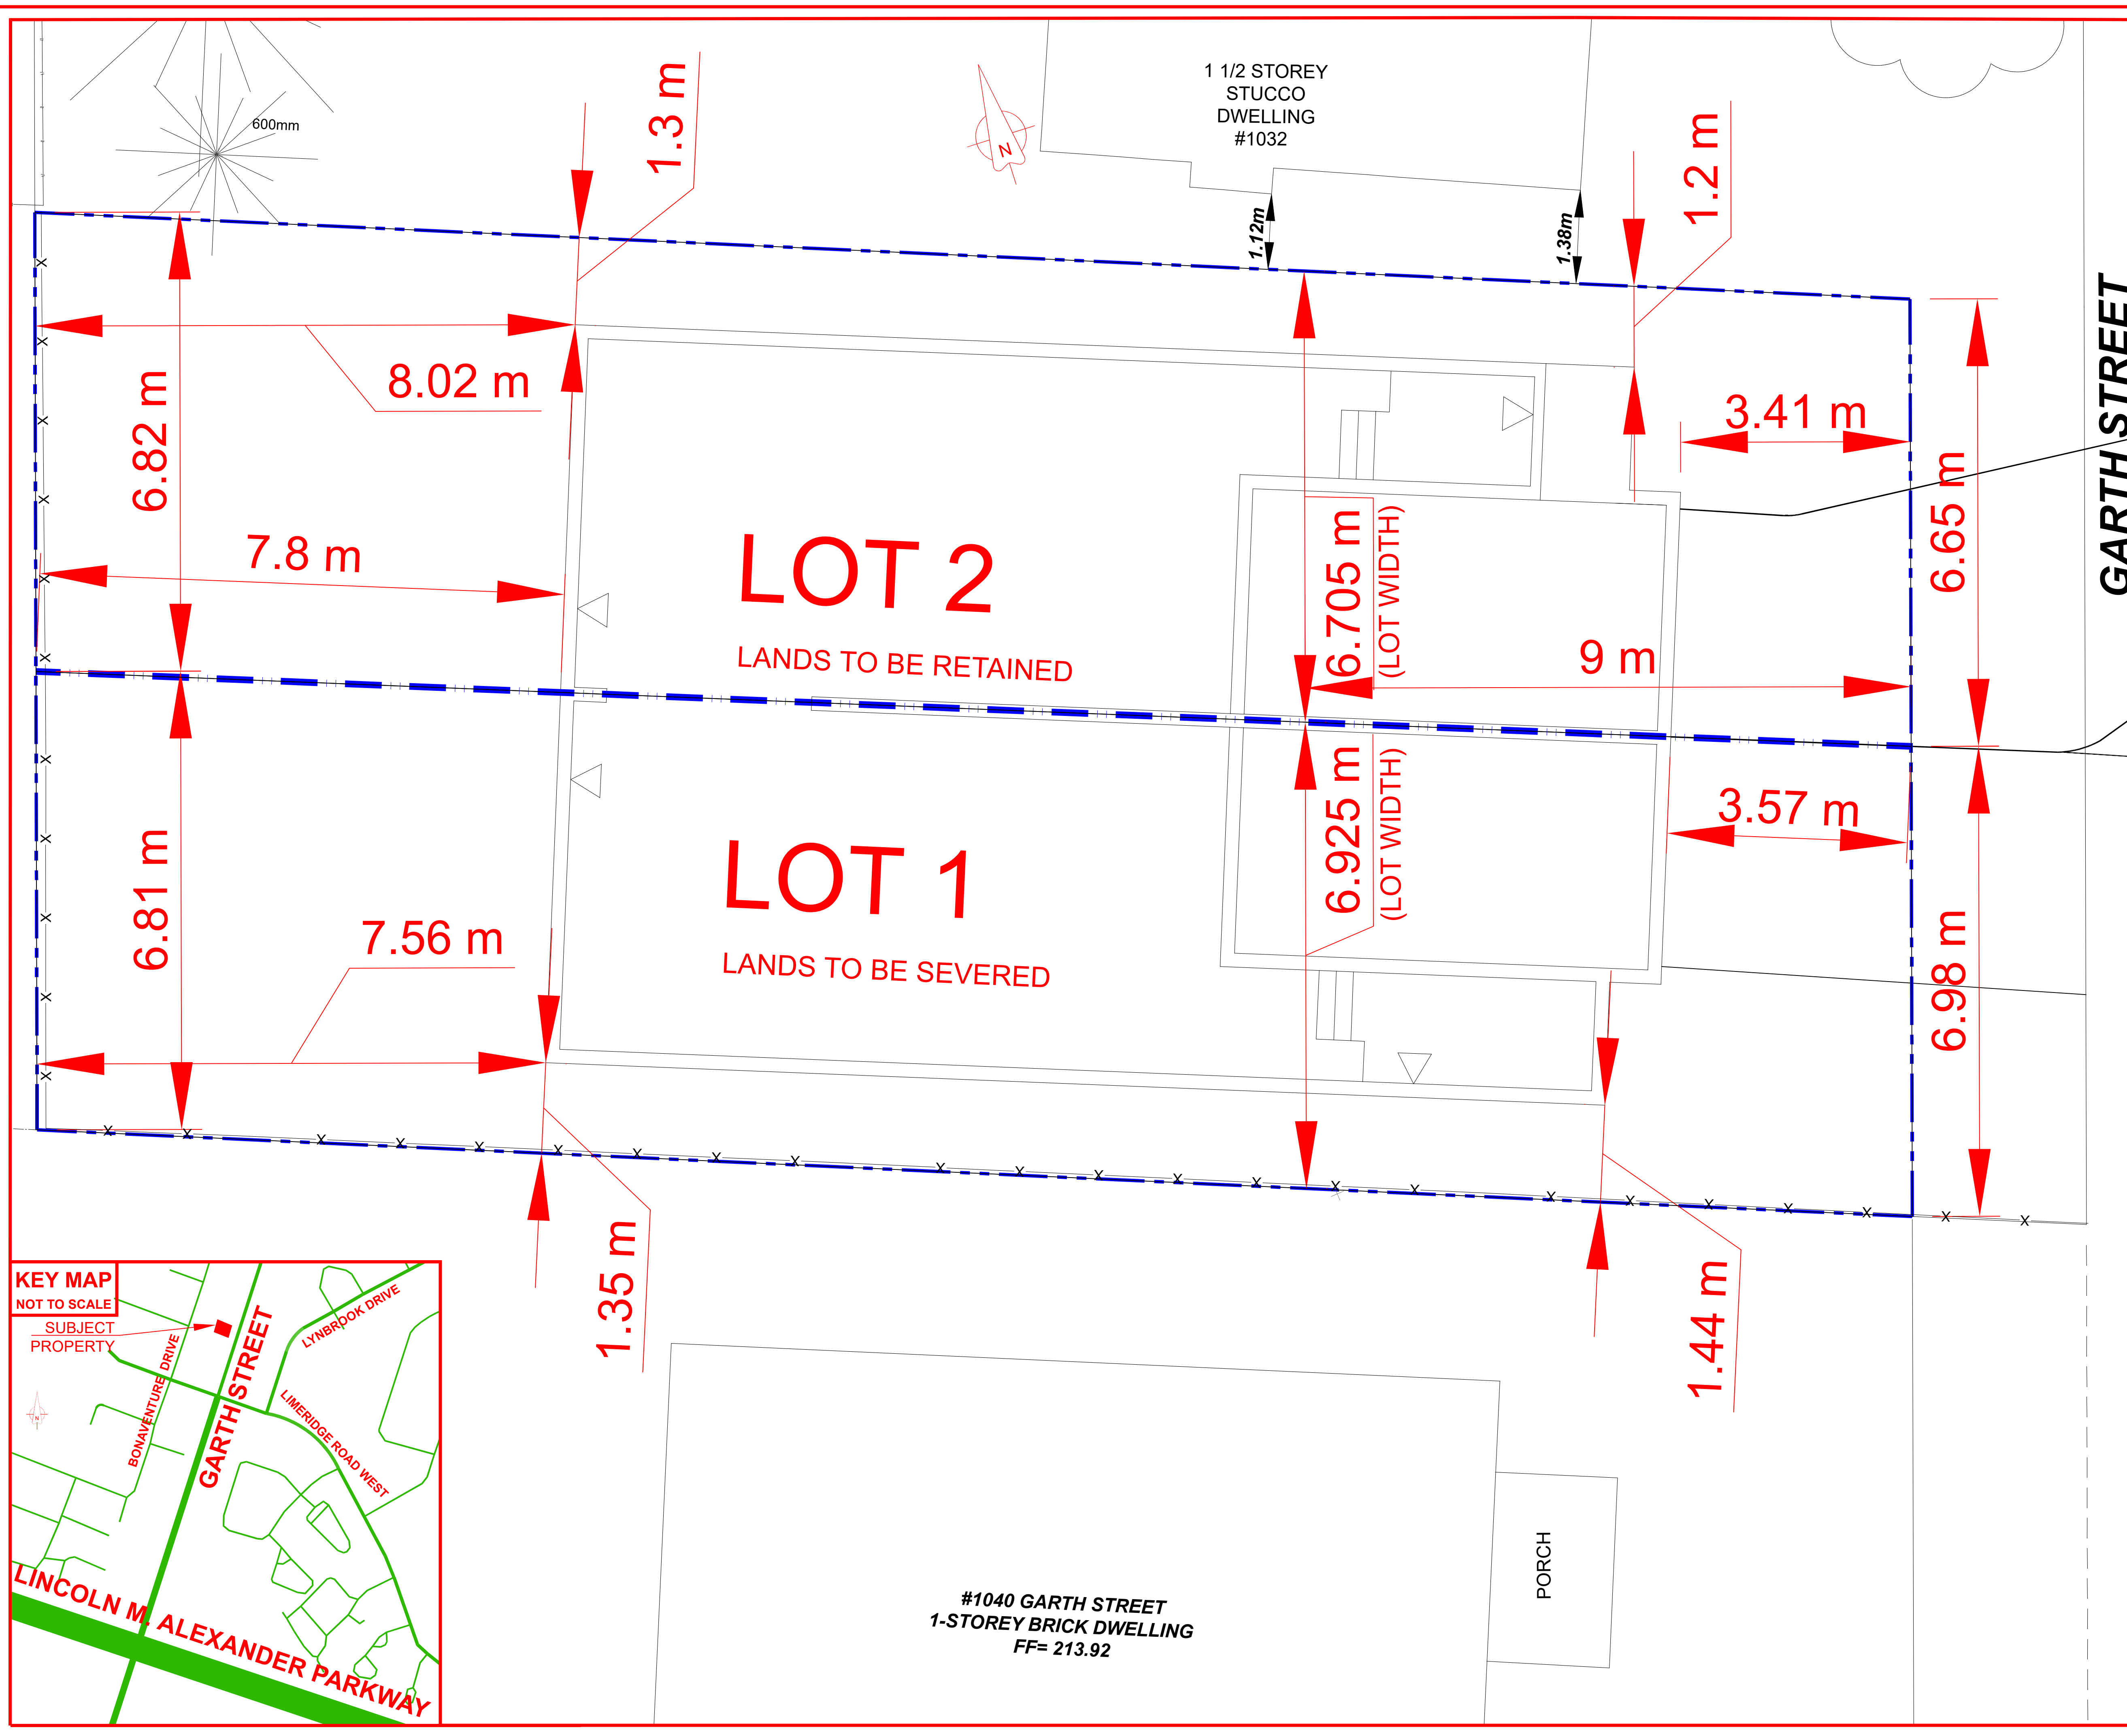 1 1/2 STOREY
STUCCO
DWELLING
#1032
600mm
1.3 m
N
1.12m
1.38m
1.2 m
GARTH STREET
8.02 m
6.82 m
3.41 m
6.65 m
7.8 m
LOT 2
LANDS TO BE RETAINED
6.705 m
(LOT WIDTH)
9 m
6.81 m
7.56 m
LOT 1
LANDS TO BE SEVERED
6.925 m
(LOT WIDTH)
3.57 m
6.98 m
1.35 m
1.44 m
KEY MAP
NOT TO SCALE
SUBJECT
PROPERTY
N
BONAVENTURE DRIVE
GARTH STREET
LYNBROOK DRIVE
LIMERIDGE ROAD WEST
LINCOLN M. ALEXANDER PARKWAY
#1040 GARTH STREET
1-STOREY BRICK DWELLING
FF= 213.92
PORCH